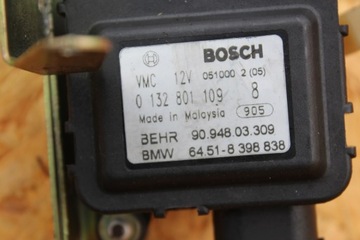 BOSCH
VMC 12V 051000 2 (05)
0 132 801 109 8
Made in Malaysia 905
BEHR 90.948.03.309
BMW 64.51-8 398 838